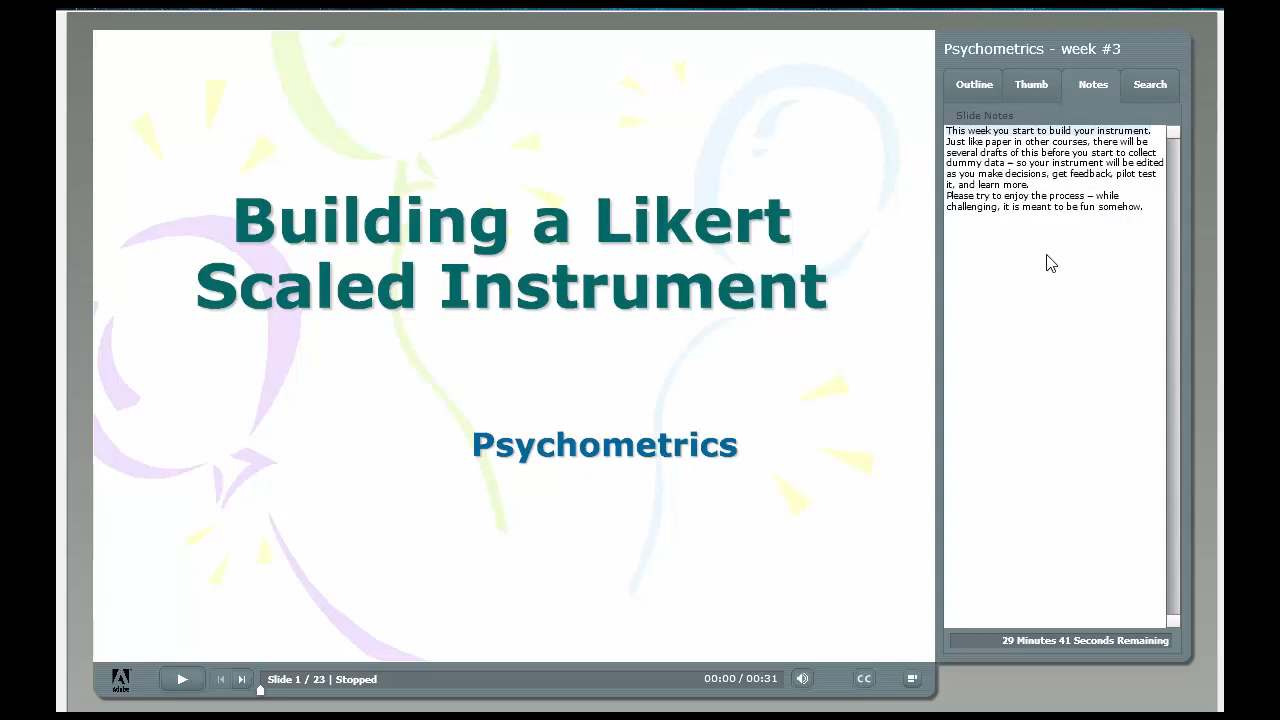 Psychometrics - week #3
Outline Thumb Notes Search
Slide Notes
This week you start to build your instrument.
Just like paper in other courses, there will be
several drafts of this before you start to collect
dummy data – so your instrument will be edited
as you make decisions, get feedback, pilot test
it, and learn more.
Please try to enjoy the process – while
challenging, it is meant to be fun somehow.
Building a Likert
Scaled Instrument
Psychometrics
29 Minutes 41 Seconds Remaining
Adobe
Slide 1 / 23 | Stopped
00:00 / 00:31
CC